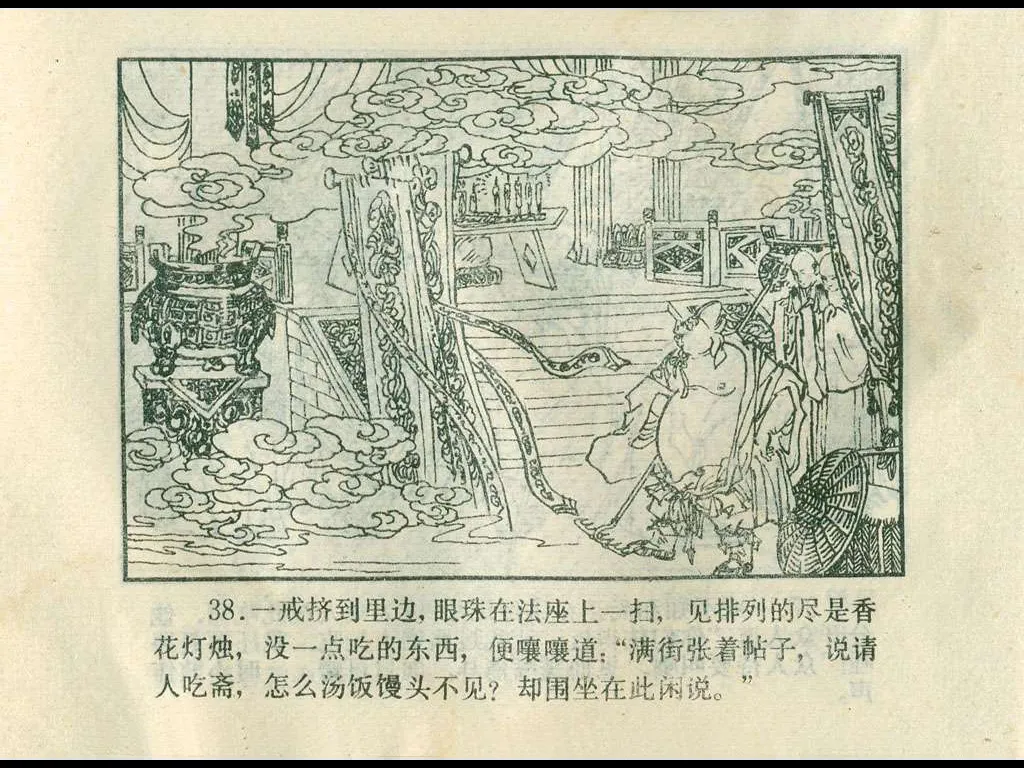 38. 一戒挤到里边, 眼珠在法座上一扫, 见排列的尽是香
花灯烛, 没一点吃的东西, 便嚷嚷道: “满街张着帖子, 说请
人吃斋, 怎么汤饭馒头不见? 却围坐在此闲说。”